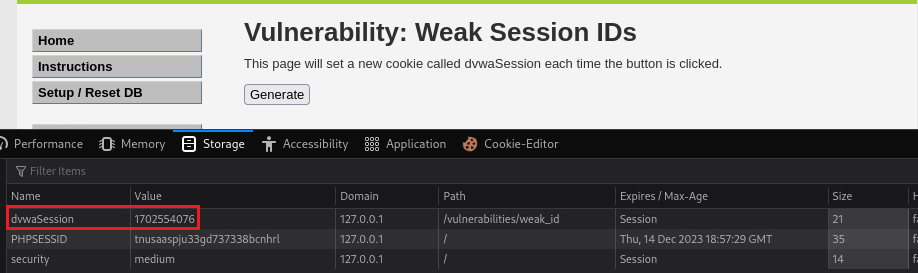 Vulnerability: Weak Session IDs
Home
Instructions
Setup / Reset DB
This page will set a new cookie called dvwaSession each time the button is clicked.
Generate
Performance Memory Storage Accessibility Application Cookie-Editor
Filter Items
Name Value Domain Path Expires / Max-Age Size
dvwaSession 1702554076 127.0.0.1 /vulnerabilities/weak_id Session 21
PHPSESSID tnusaaspju33gd737338bcnhrl 127.0.0.1 / Thu, 14 Dec 2023 18:57:29 GMT 35
security medium 127.0.0.1 / Session 14